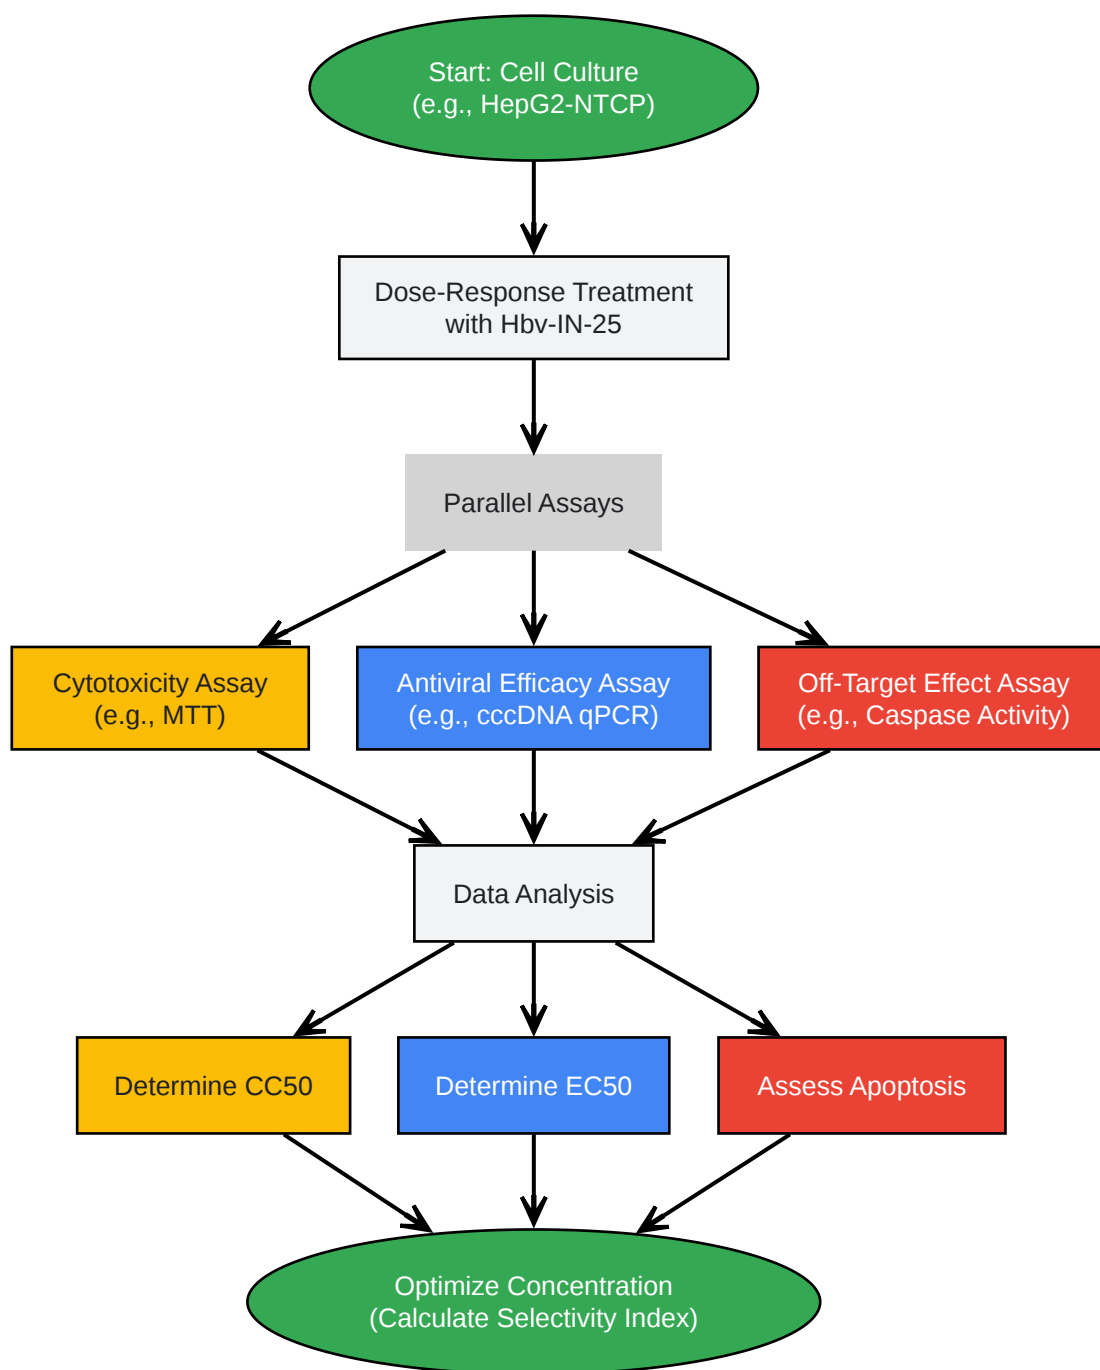 Start: Cell Culture
(e.g., HepG2-NTCP)
Dose-Response Treatment
with Hbv-IN-25
Parallel Assays
Cytotoxicity Assay
(e.g., MTT)
Antiviral Efficacy Assay
(e.g., cccDNA qPCR)
Off-Target Effect Assay
(e.g., Caspase Activity)
Data Analysis
Determine CC50
Determine EC50
Assess Apoptosis
Optimize Concentration
(Calculate Selectivity Index)